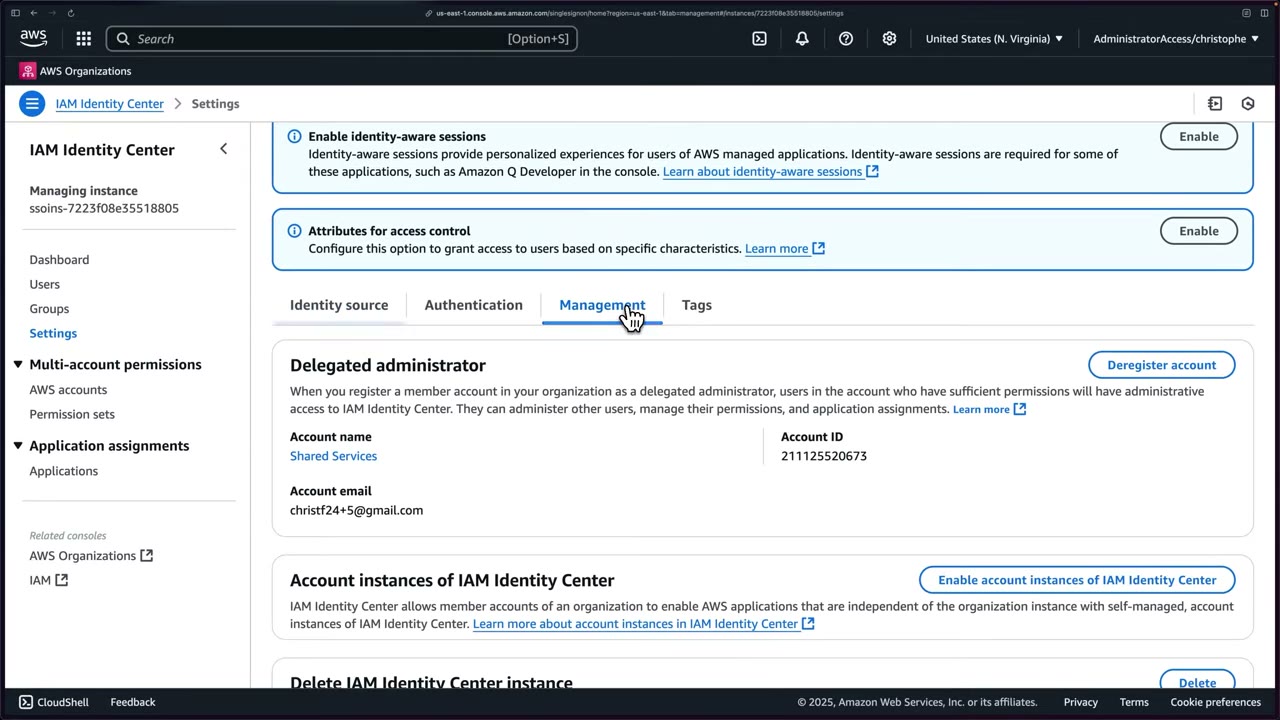 us-east-1.console.aws.amazon.com/singlesignon/home?region=us-east-1&tab=management#/instances/7223f08e35518805/settings
aws
Search
[Option+S]
United States (N. Virginia)
AdministratorAccess/christophe
AWS Organizations
IAM Identity Center
Settings
IAM Identity Center
Managing instance
ssoins-7223f08e35518805
Dashboard
Users
Groups
Settings
Multi-account permissions
AWS accounts
Permission sets
Application assignments
Applications
Related consoles
AWS Organizations
IAM
Enable identity-aware sessions
Enable
Identity-aware sessions provide personalized experiences for users of AWS managed applications. Identity-aware sessions are required for some of
these applications, such as Amazon Q Developer in the console. Learn about identity-aware sessions
Attributes for access control
Enable
Configure this option to grant access to users based on specific characteristics. Learn more
Identity source
Authentication
Management
Tags
Delegated administrator
Deregister account
When you register a member account in your organization as a delegated administrator, users in the account who have sufficient permissions will have administrative
access to IAM Identity Center. They can administer other users, manage their permissions, and application assignments. Learn more
Account name
Shared Services
Account ID
211125520673
Account email
christf24+5@gmail.com
Account instances of IAM Identity Center
Enable account instances of IAM Identity Center
IAM Identity Center allows member accounts of an organization to enable AWS applications that are independent of the organization instance with self-managed, account
instances of IAM Identity Center. Learn more about account instances in IAM Identity Center
Delete IAM Identity Center instance
Delete
CloudShell
Feedback
© 2025, Amazon Web Services, Inc. or its affiliates.
Privacy
Terms
Cookie preferences